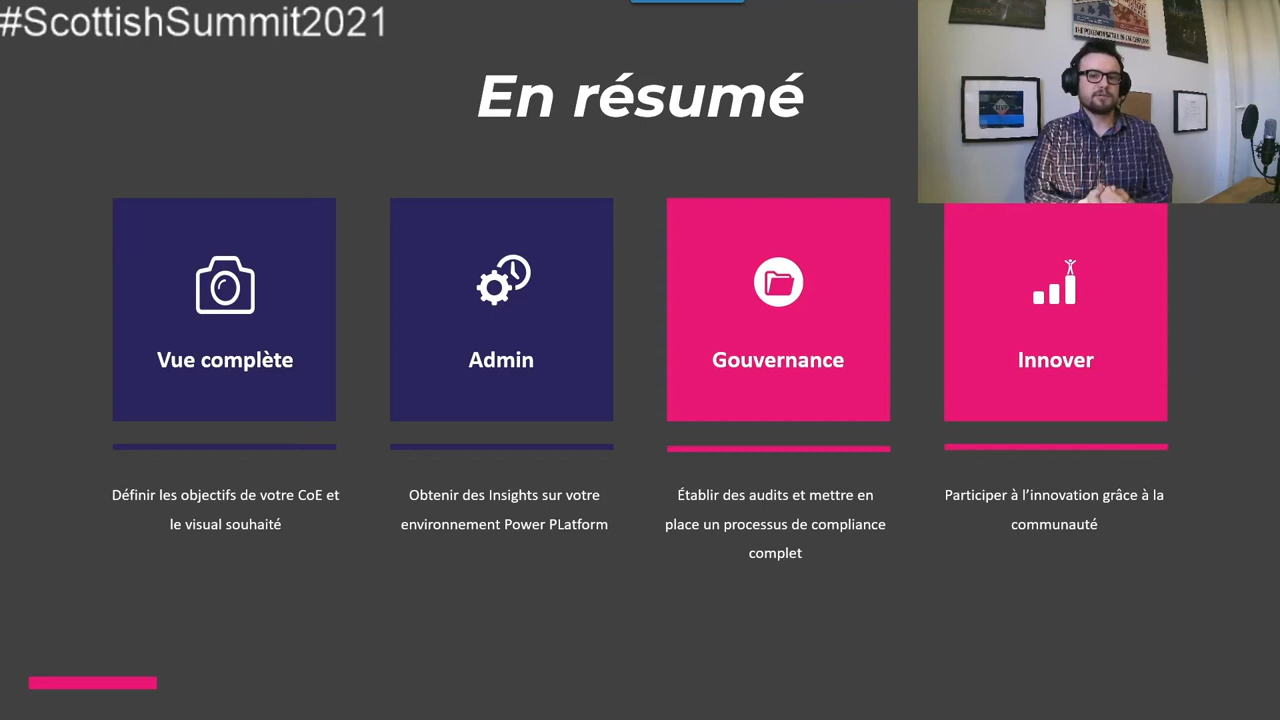 #ScottishSummit2021
En résumé
Vue complète
Admin
Gouvernance
Innover
Définir les objectifs de votre CoE et
le visual souhaité
Obtenir des Insights sur votre
environnement Power PLatform
Établir des audits et mettre en
place un processus de compliance
complet
Participer à l’innovation grâce à la
communauté